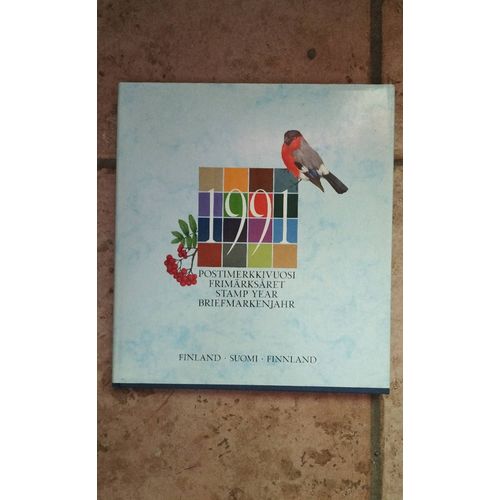 1991
POSTIMERKKIVUOSI
FRIMÄRKSÅRET
STAMP YEAR
BRIEFMARKENJAHR
FINLAND · SUOMI · FINNLAND